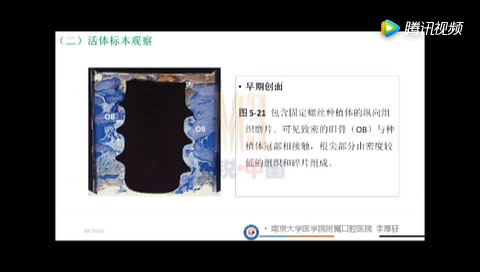 腾讯视频
（二）活体标本观察
• 早期创面
图 5-21 包含固定螺纹种植体的纵向组
织磨片。可见致密的旧骨（OB）与种
植体冠部相接触，根尖部分由密度较
低的组织和碎片组成。
OB
OB
• 南京大学医学院附属口腔医院 李厚轩